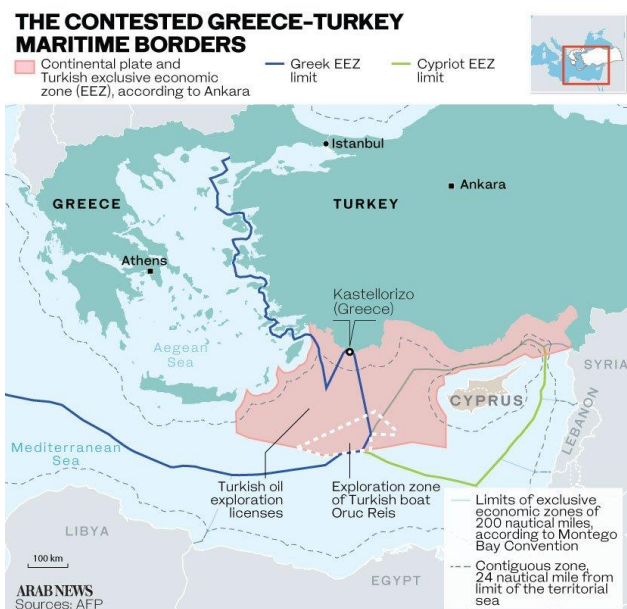 THE CONTESTED GREECE-TURKEY
MARITIME BORDERS
Continental plate and
Turkish exclusive economic
zone (EEZ), according to Ankara
Greek EEZ
limit
Cypriot EEZ
limit
Istanbul
Ankara
GREECE
TURKEY
Athens
Kastellorizo
(Greece)
Aegean
Sea
SYRIA
CYPRUS
LEBANON
Mediterranean
Sea
Turkish oil
exploration
licenses
Exploration zone
of Turkish boat
Oruc Reis
Limits of exclusive
economic zones of
200 nautical miles,
according to Montego
Bay Convention
Contiguous zone,
24 nautical mile from
limit of the territorial
sea
LIBYA
EGYPT
100 km
ARAB NEWS
Sources: AFP